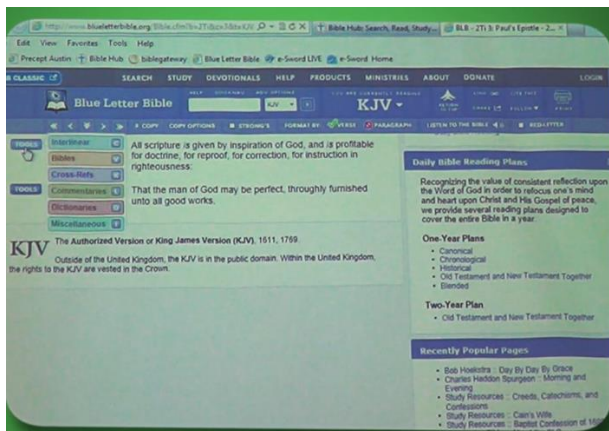 http://www.blueletterbible.org/Bible.cfm?b=2Ti&c=3&t=KJV
Bible Hub: Search, Read, Study...
BLB - 2Ti 3: Paul's Epistle - 2...
Edit View Favorites Tools Help
Precept Austin Bible Hub biblegateway Blue Letter Bible e-Sword LIVE e-Sword Home
B CLASSIC SEARCH STUDY DEVOTIONALS HELP PRODUCTS MINISTRIES ABOUT DONATE LOGIN
Blue Letter Bible KJV KJV
COPY COPY OPTIONS STRONG'S FORMAT BY VERSE PARAGRAPH LISTEN TO THE BIBLE RED-LETTER
TOOLS
Interlinear
Bibles
Cross-Refs
TOOLS
Commentaries
Dictionaries
Miscellaneous
All scripture is given by inspiration of God, and is profitable
for doctrine, for reproof, for correction, for instruction in
righteousness:
That the man of God may be perfect, throughly furnished
unto all good works.
KJV The Authorized Version or King James Version (KJV), 1611, 1769.
Outside of the United Kingdom, the KJV is in the public domain. Within the United Kingdom,
the rights to the KJV are vested in the Crown.
Daily Bible Reading Plans
Recognizing the value of consistent reflection upon
the Word of God in order to refocus one's mind
and heart upon Christ and His Gospel of peace,
we provide several reading plans designed to
cover the entire Bible in a year.
One-Year Plans
• Canonical
• Chronological
• Historical
• Old Testament and New Testament Together
• Blended
Two-Year Plan
• Old Testament and New Testament Together
Recently Popular Pages
• Bob Hoekstra :: Day By Day By Grace
• Charles Haddon Spurgeon :: Morning and
Evening
• Study Resources :: Creeds, Catechisms, and
Confessions
• Study Resources :: Cain's Wife
• Study Resources :: Baptist Confession of